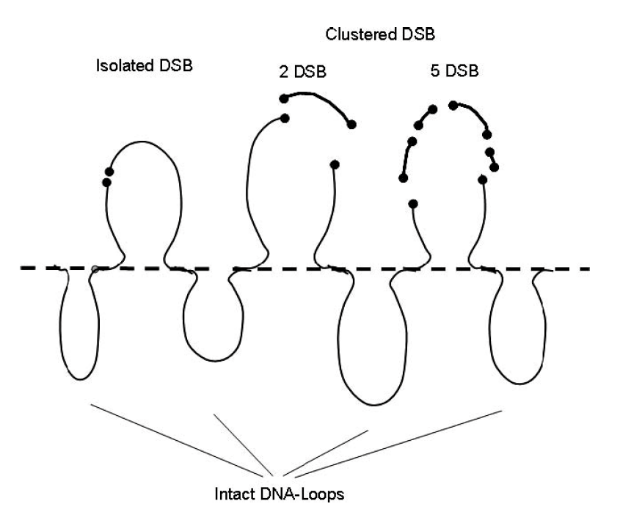 Clustered DSB
Isolated DSB
2 DSB
5 DSB
Intact DNA-Loops